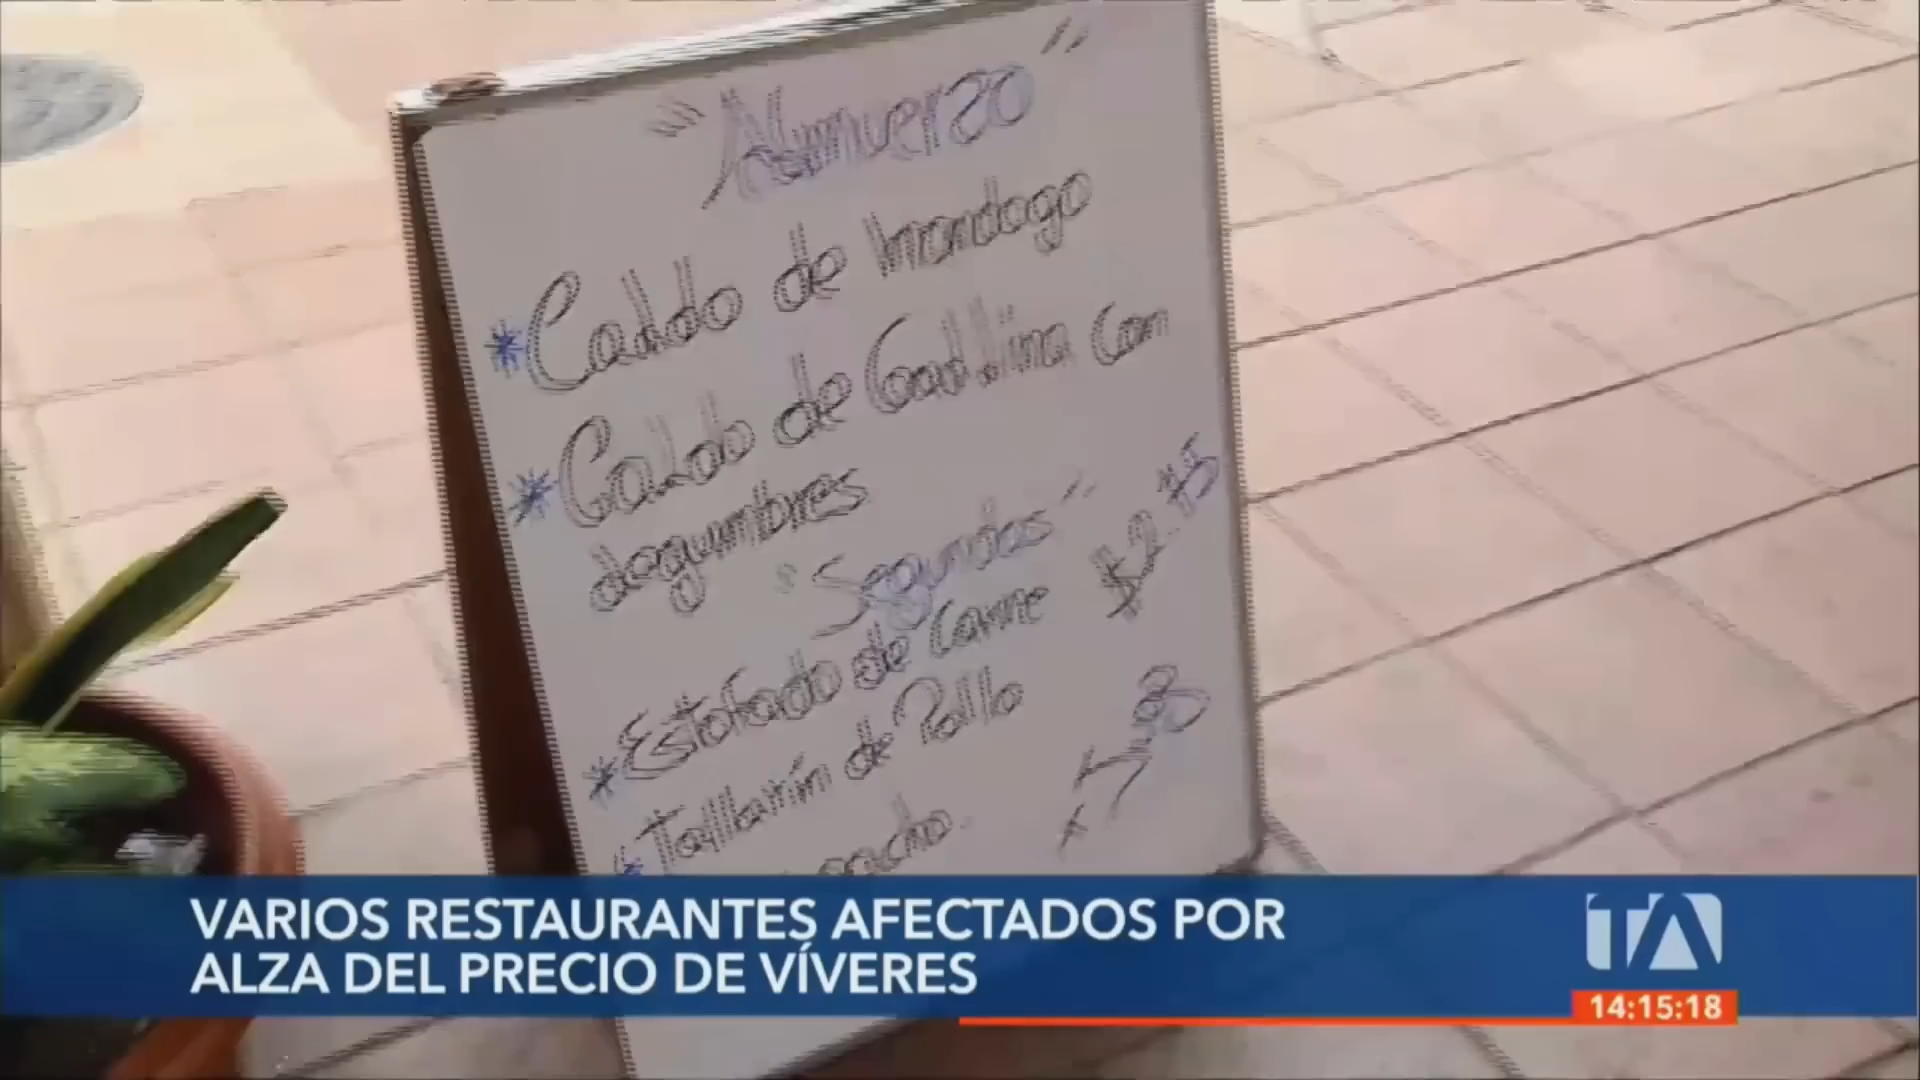 "Almuerzo"
*Caldo de mondogo
*Caldo de Gallina Con
legumbres
"Segundos"
$2.75
*Estofado de Carne
*Tallarín de Pollo
VARIOS RESTAURANTES AFECTADOS POR
ALZA DEL PRECIO DE VÍVERES
TA
14:15:18